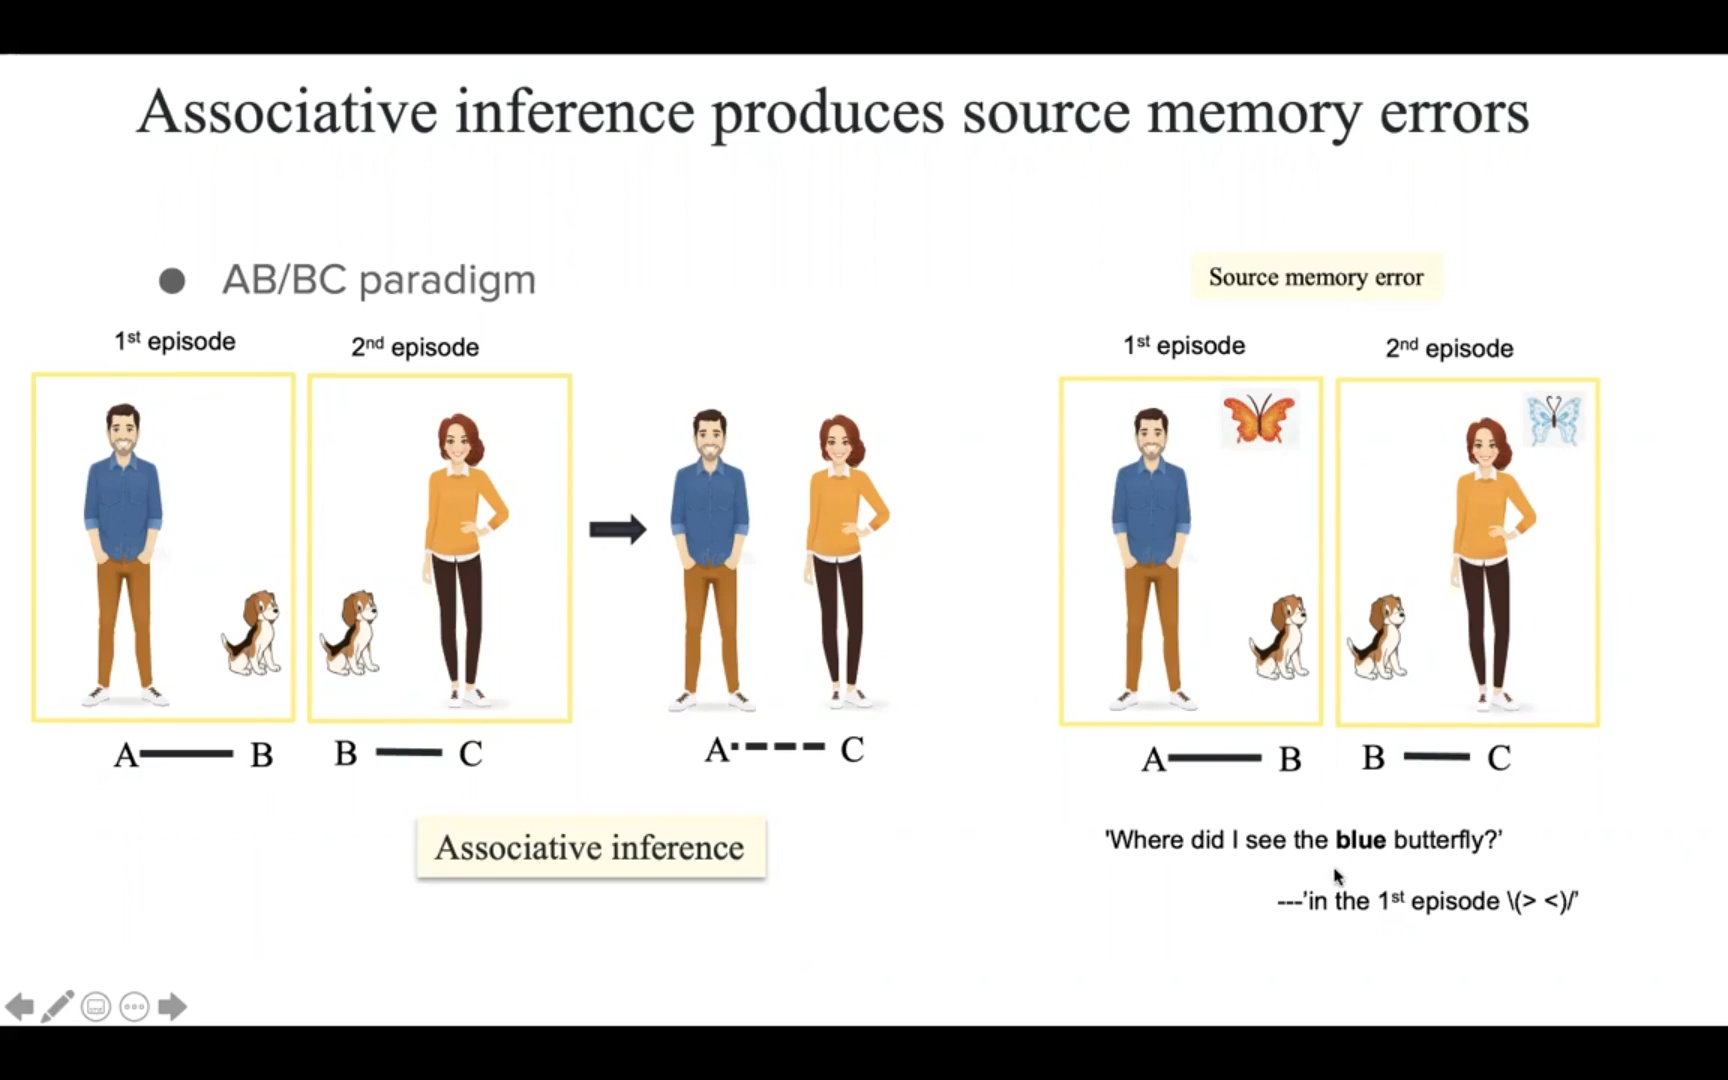 Associative inference produces source memory errors
● AB/BC paradigm
1st episode
2nd episode
A B
B C
A C
Associative inference
Source memory error
1st episode
2nd episode
A B
B C
'Where did I see the blue butterfly?'
---'in the 1st episode \(> <)/'